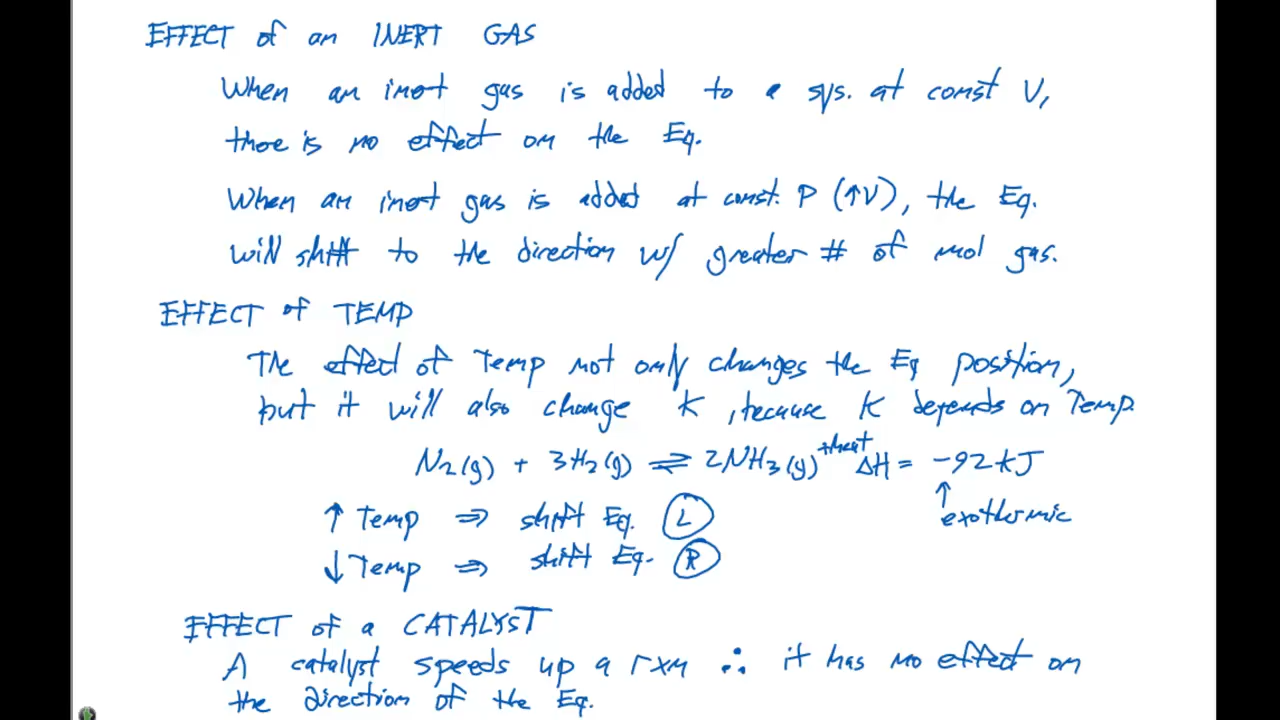 EFFECT of an INERT GAS
When an inert gas is added to a sys. at const V,
there is no effect on the Eq.
When an inert gas is added at const. P (↑V), the Eq.
will shift to the direction w/ greater # of mol gas.
EFFECT of TEMP
The effect of Temp not only changes the Eq position,
but it will also change K, because K depends on Temp.
N₂(g) + 3H₂(g) ⇌ 2NH₃(g) +heat ΔH = -92kJ
↑ Temp ⇒ shift Eq. L
↑ exothermic
↓ Temp ⇒ shift Eq. R
EFFECT of a CATALYST
A catalyst speeds up a rxn ∴ it has no effect on
the direction of the Eq.